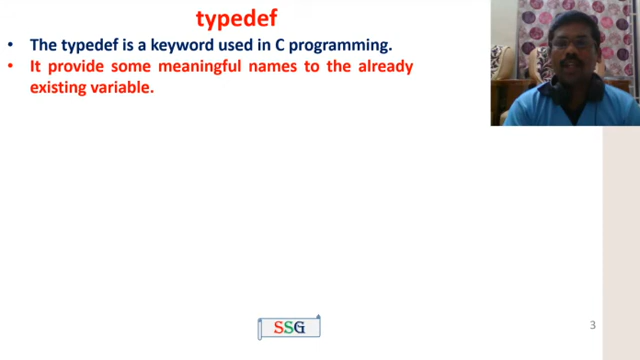 typedef
• The typedef is a keyword used in C programming.
• It provide some meaningful names to the already
existing variable.
SSG
3